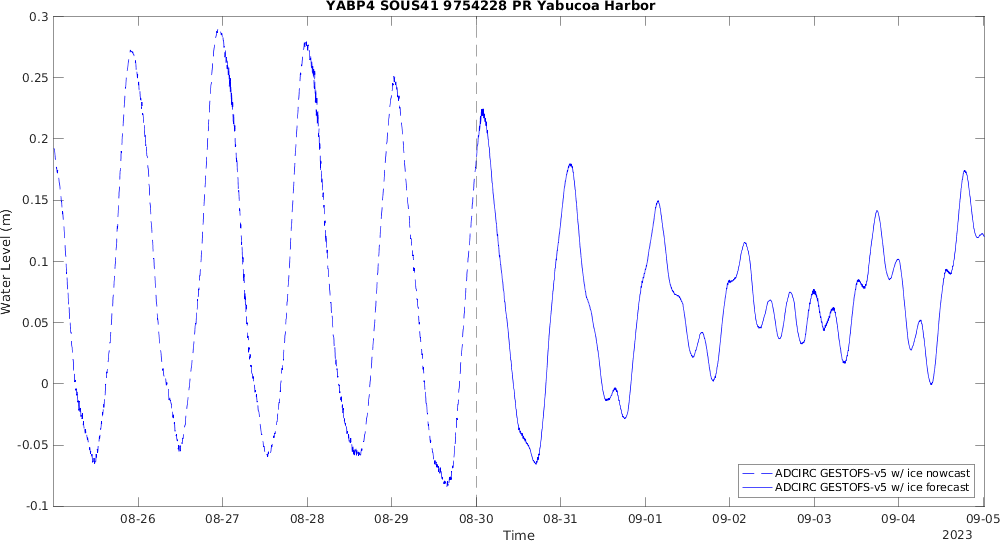 YABP4 SOUS41 9754228 PR Yabucoa Harbor
0.3
0.25
0.2
0.15
0.1
0.05
0
-0.05
-0.1
Water Level (m)
08-26 08-27 08-28 08-29 08-30 08-31 09-01 09-02 09-03 09-04 09-05
Time
2023
ADCIRC GESTOFS-v5 w/ ice nowcast
ADCIRC GESTOFS-v5 w/ ice forecast